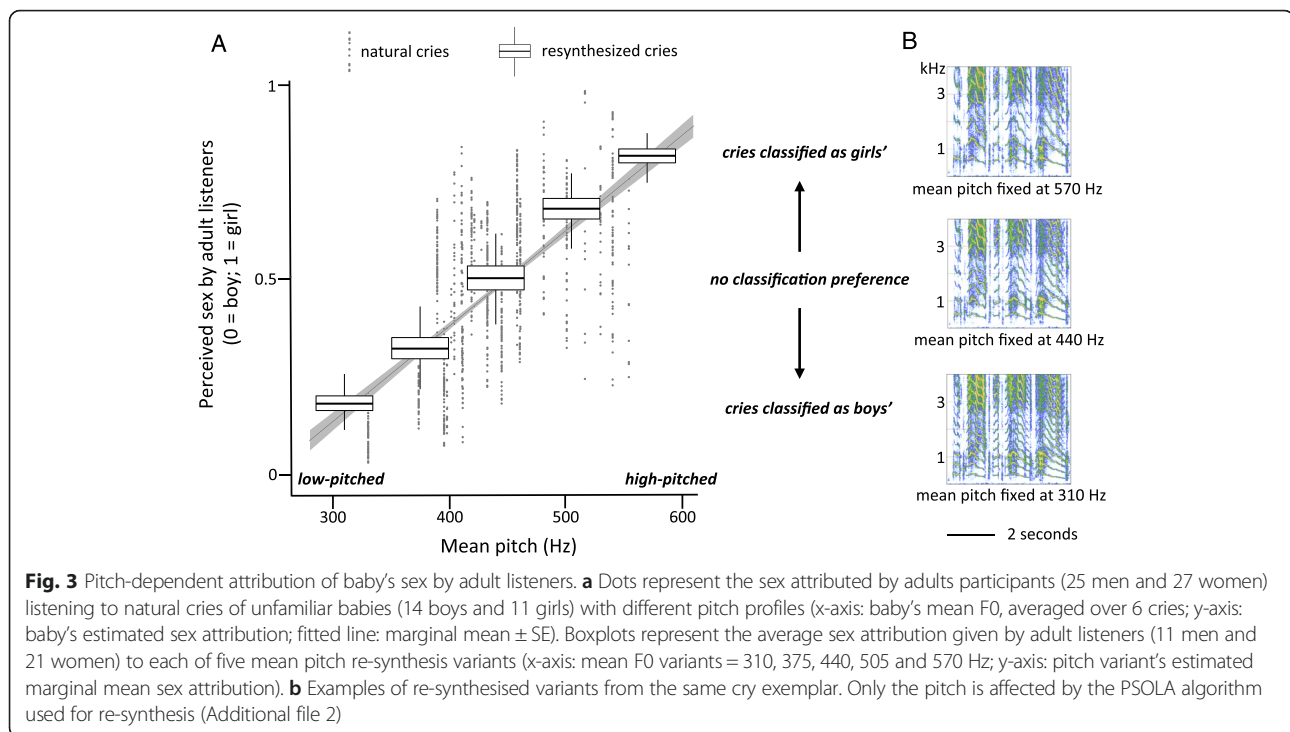 A
natural cries
resynthesized cries
1
0.5
0
Perceived sex by adult listeners
(0 = boy; 1 = girl)
low-pitched
high-pitched
300
400
500
600
Mean pitch (Hz)
cries classified as girls’
no classification preference
cries classified as boys’
B
kHz
3
1
mean pitch fixed at 570 Hz
3
1
mean pitch fixed at 440 Hz
3
1
mean pitch fixed at 310 Hz
2 seconds
Fig. 3 Pitch-dependent attribution of baby’s sex by adult listeners. a Dots represent the sex attributed by adults participants (25 men and 27 women)
listening to natural cries of unfamiliar babies (14 boys and 11 girls) with different pitch profiles (x-axis: baby’s mean F0, averaged over 6 cries; y-axis:
baby’s estimated sex attribution; fitted line: marginal mean ± SE). Boxplots represent the average sex attribution given by adult listeners (11 men and
21 women) to each of five mean pitch re-synthesis variants (x-axis: mean F0 variants = 310, 375, 440, 505 and 570 Hz; y-axis: pitch variant’s estimated
marginal mean sex attribution). b Examples of re-synthesised variants from the same cry exemplar. Only the pitch is affected by the PSOLA algorithm
used for re-synthesis (Additional file 2)